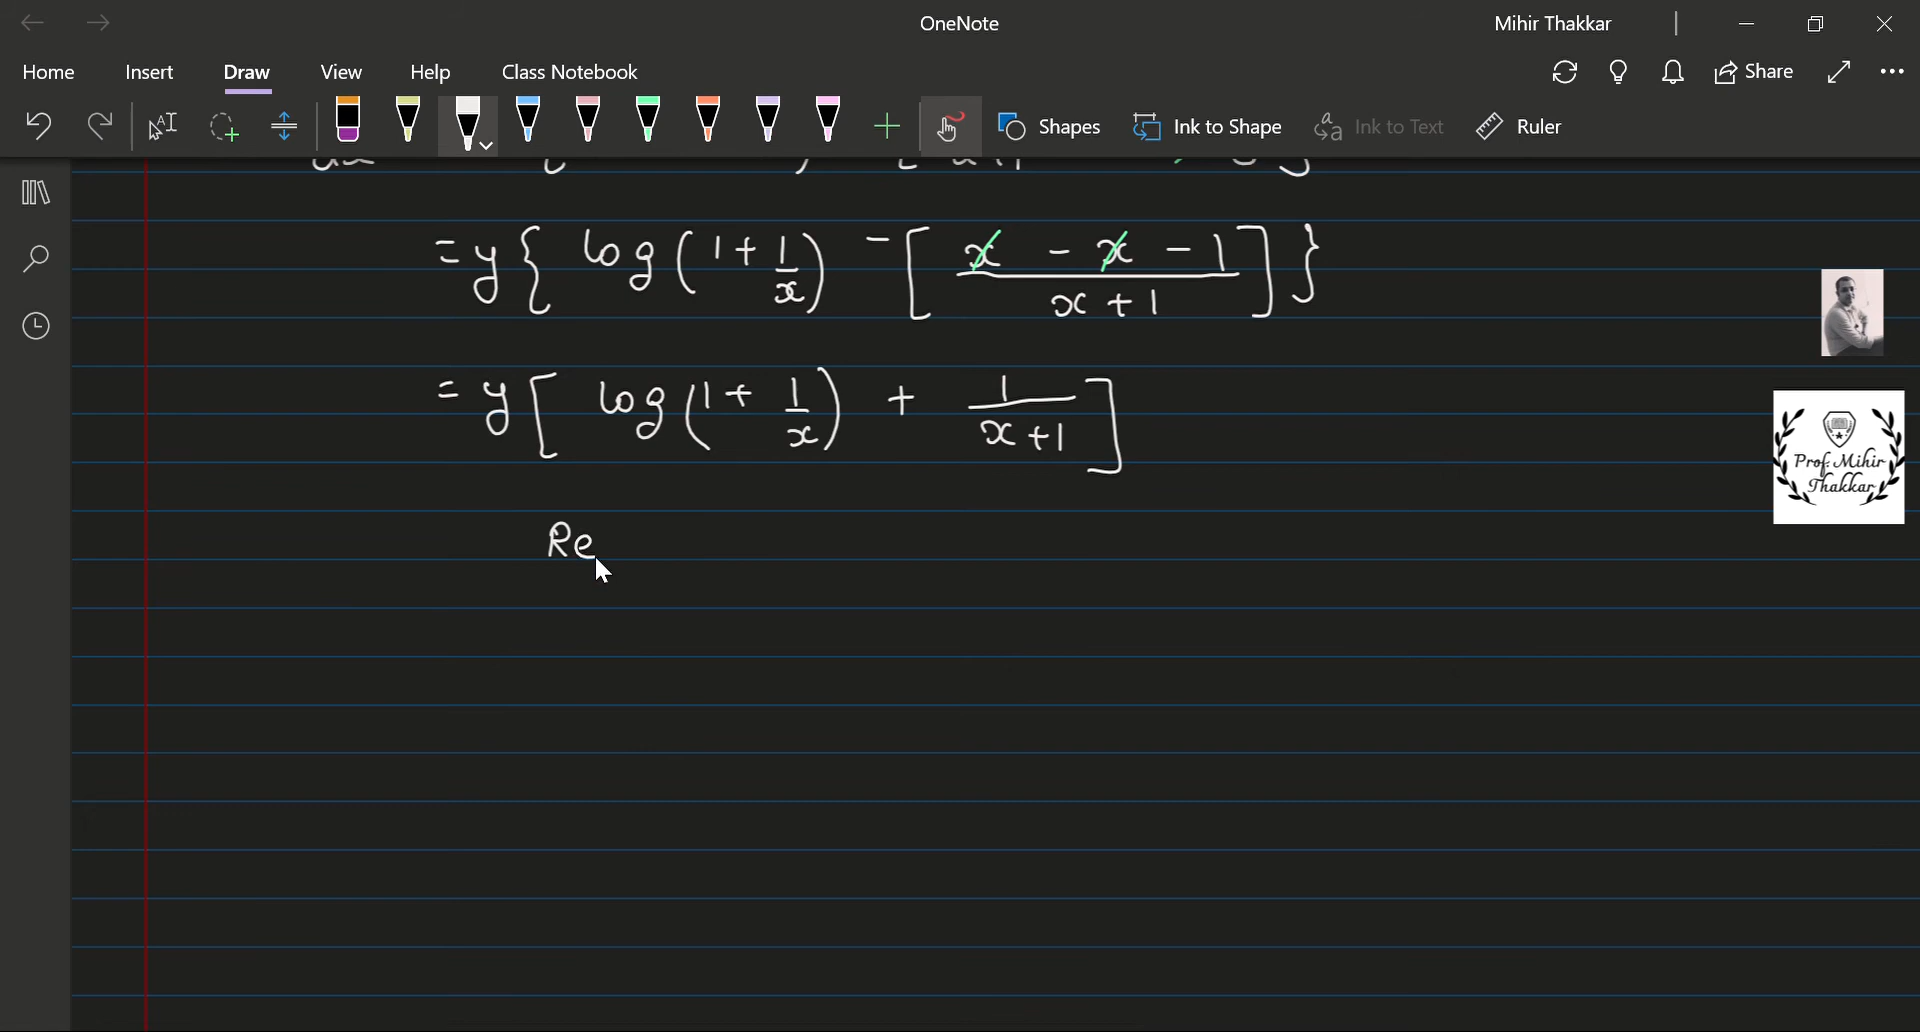 OneNote
Mihir Thakkar
Home Insert Draw View Help Class Notebook
Share
Shapes Ink to Shape Ink to Text Ruler
= y { log ( 1 + 1/x ) - [ x - x - 1 / x + 1 ] }
= y [ log ( 1 + 1/x ) + 1/x+1 ]
Prof. Mihir
Thakkar
Re